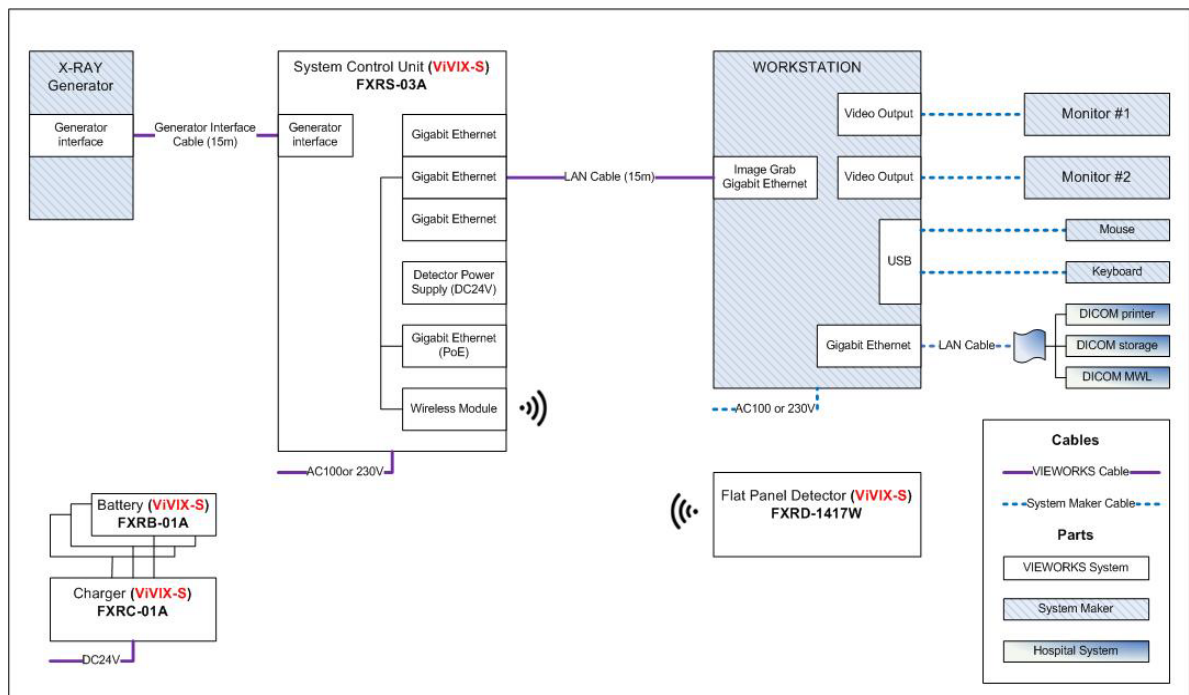 X-RAY
Generator
Generator
interface
Generator Interface
Cable (15m)
System Control Unit (ViVIX-S)
FXRS-03A
Generator
interface
Gigabit Ethernet
Gigabit Ethernet
Gigabit Ethernet
Detector Power
Supply (DC24V)
Gigabit Ethernet
(PoE)
Wireless Module
AC100or 230V
LAN Cable (15m)
WORKSTATION
Video Output
Image Grab
Gigabit Ethernet
Video Output
USB
Gigabit Ethernet
AC100 or 230V
Monitor #1
Monitor #2
Mouse
Keyboard
LAN Cable
DICOM printer
DICOM storage
DICOM MWL
Battery (ViVIX-S)
FXRB-01A
Charger (ViVIX-S)
FXRC-01A
DC24V
Flat Panel Detector (ViVIX-S)
FXRD-1417W
Cables
VIEWORKS Cable
System Maker Cable
Parts
VIEWORKS System
System Maker
Hospital System